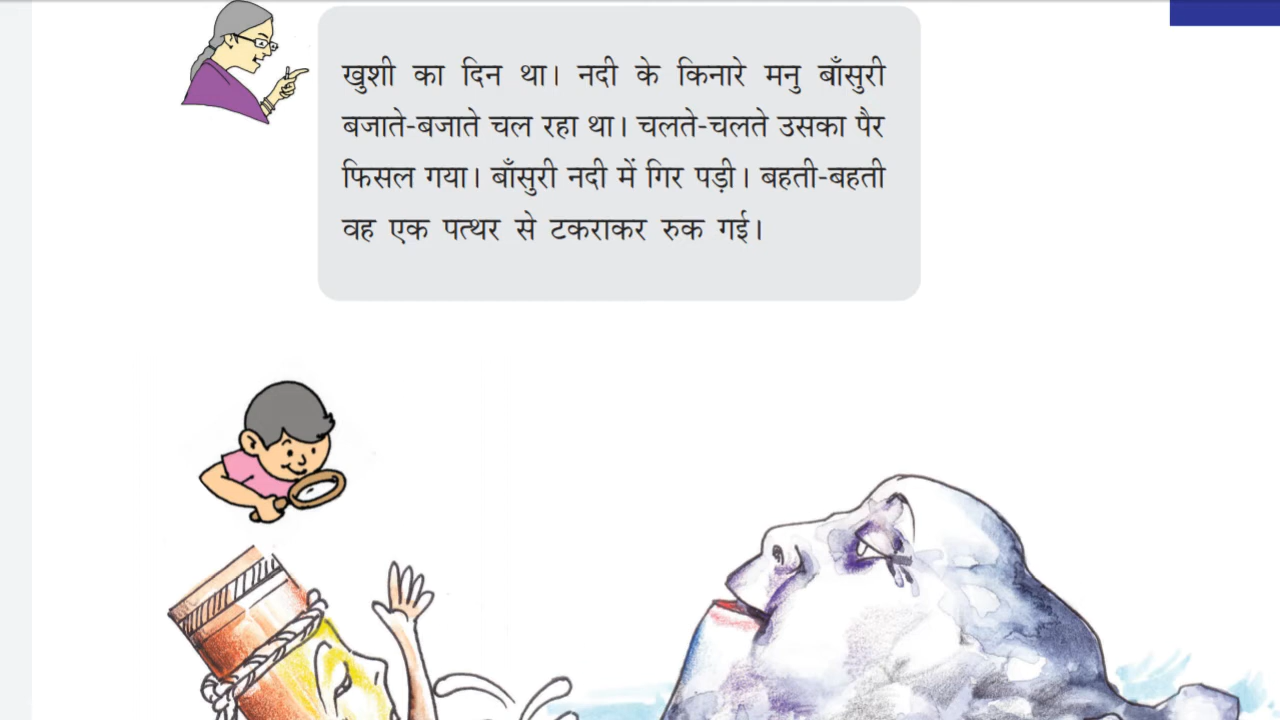 खुशी का दिन था। नदी के किनारे मनु बाँसुरी
बजाते-बजाते चल रहा था। चलते-चलते उसका पैर
फिसल गया। बाँसुरी नदी में गिर पड़ी। बहती-बहती
वह एक पत्थर से टकराकर रुक गई।